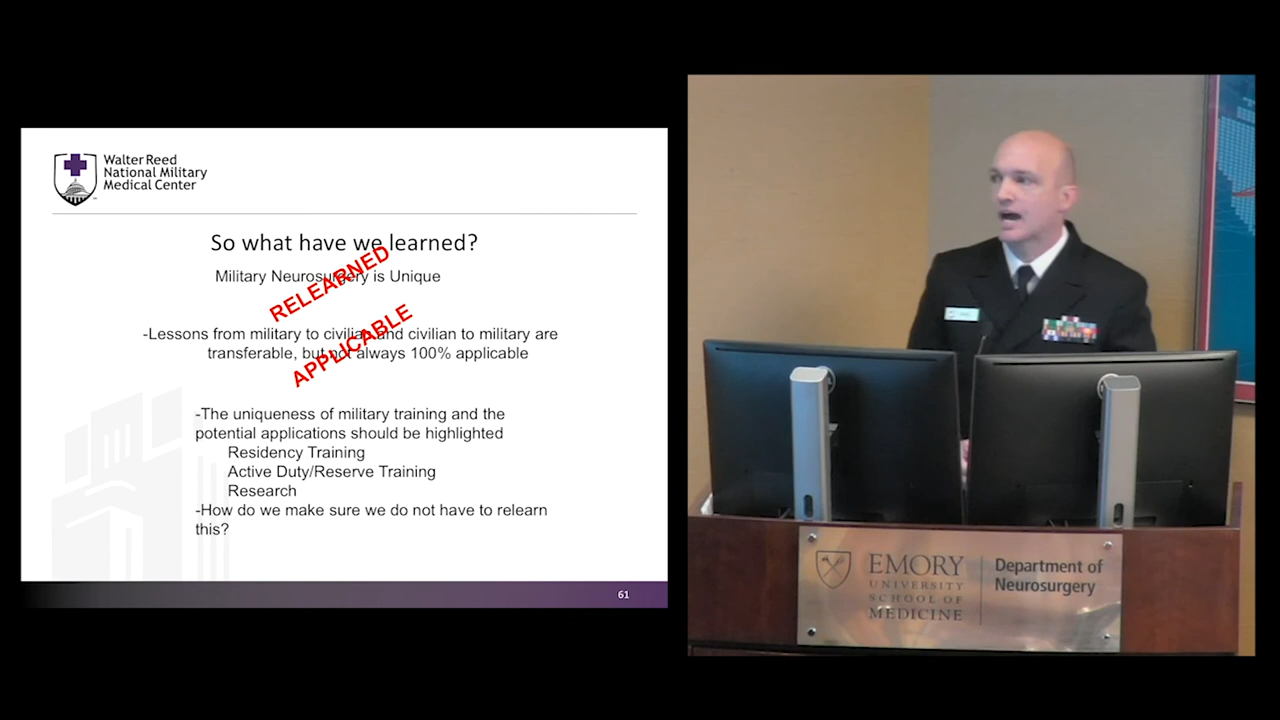 Walter Reed
National Military
Medical Center
So what have we learned?
Military Neurosurgery is Unique
RELEARNED
-Lessons from military to civilian and civilian to military are
transferable, but not always 100% applicable
APPLICABLE
-The uniqueness of military training and the
potential applications should be highlighted
Residency Training
Active Duty/Reserve Training
Research
-How do we make sure we do not have to relearn
this?
61
EMORY
UNIVERSITY
SCHOOL OF
MEDICINE
Department of
Neurosurgery